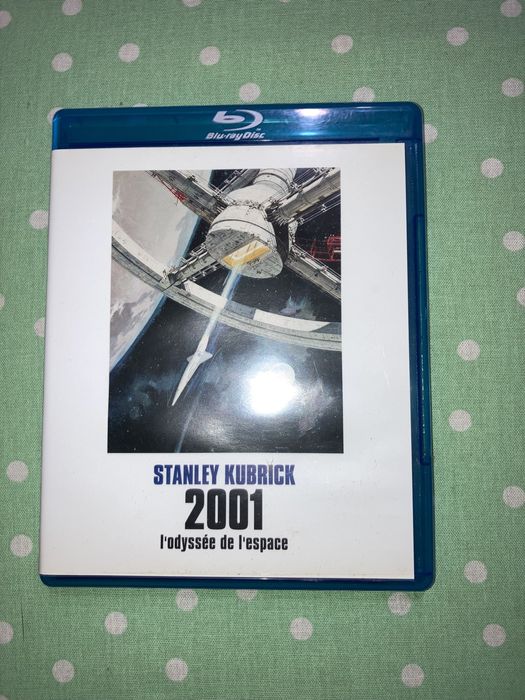 Blu-ray Disc
STANLEY KUBRICK
2001
l'odyssée de l'espace